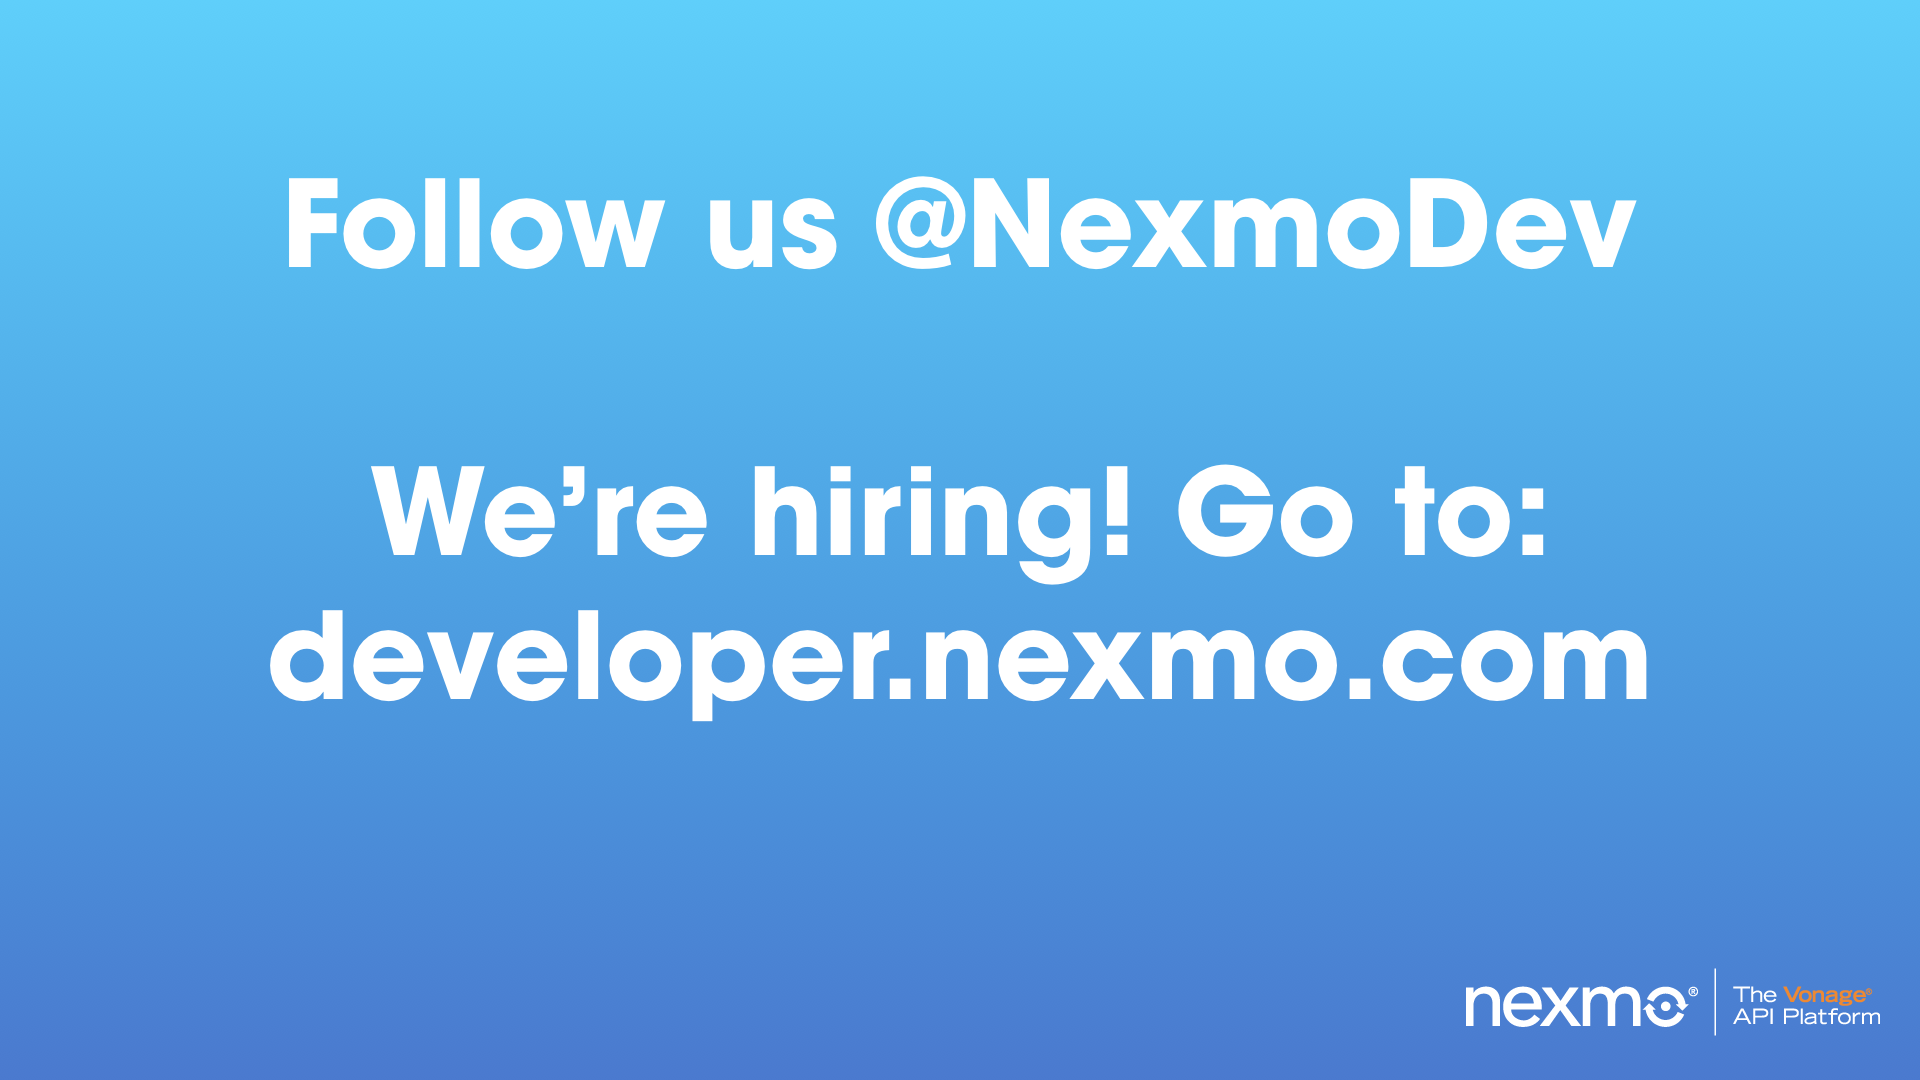 Follow us @NexmoDev
We’re hiring! Go to:
developer.nexmo.com
nexmo®
The Vonage®
API Platform